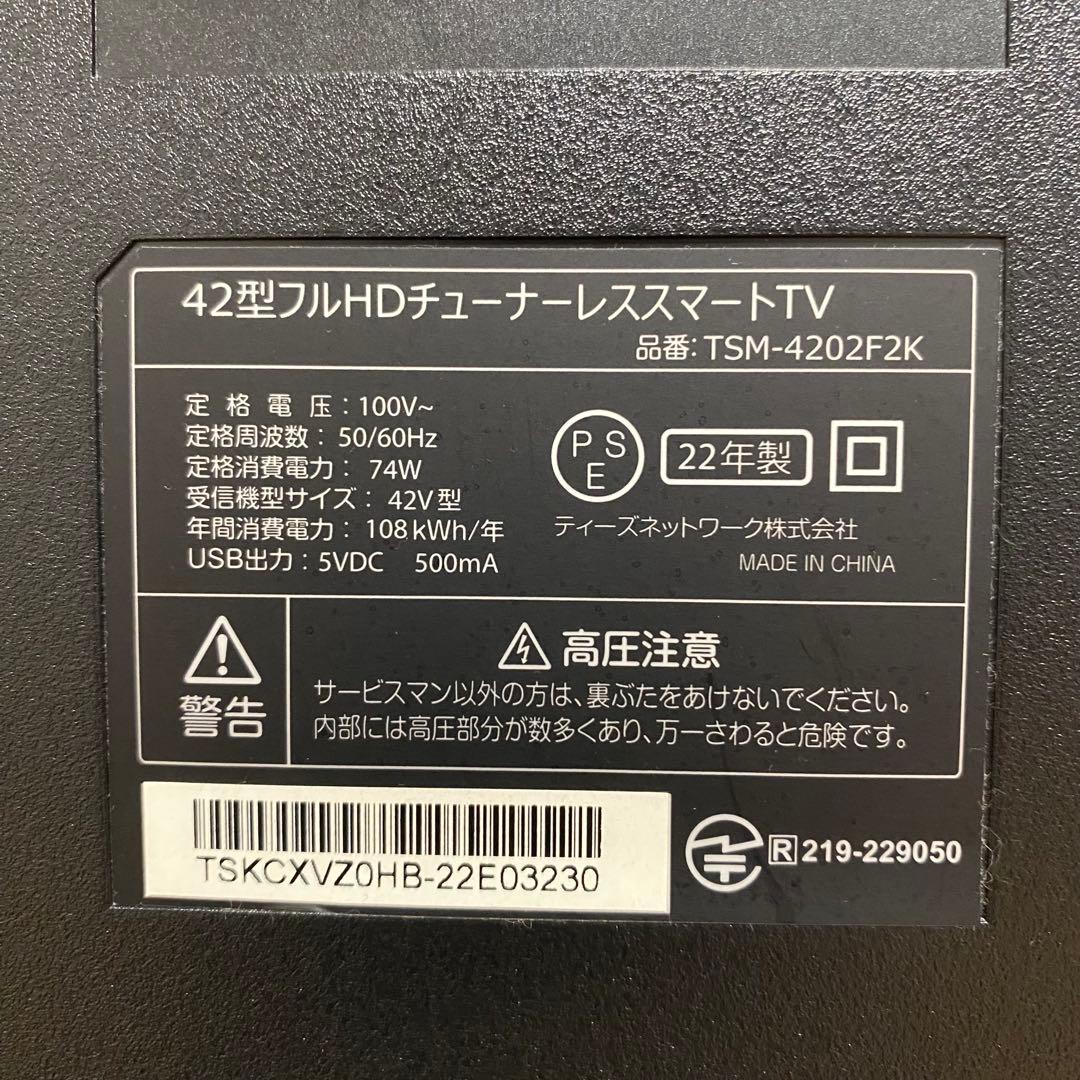 42型フルHDチューナーレススマートTV
品番: TSM-4202F2K
定格電圧: 100V~
定格周波数: 50/60Hz
定格消費電力: 74W
受信機型サイズ: 42V型
年間消費電力: 108kWh/年
USB出力: 5VDC 500mA
PSE
22年製
ティーズネットワーク株式会社
MADE IN CHINA
警告
高圧注意
サービスマン以外の方は、裏ぶたをあけないでください。
内部には高圧部分が数多くあり、万一さわると危険です。
TSKCXVZ0HB-22E03230
R 219-229050